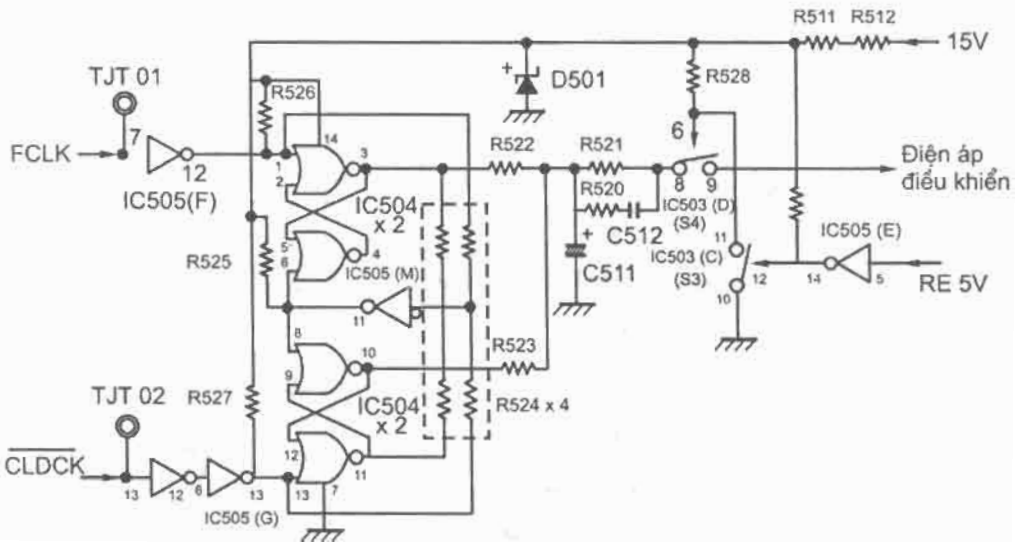 R511 R512
15V
TJT 01
R526
D501
R528
7
14
6
FCLK
12
1
3
R522
R521
2
8
9
Điện áp
điều khiển
IC505(F)
IC504
x 2
R520
IC503 (D)
(S4)
C512
IC505 (E)
5
4
R525
6
IC505 (M)
C511
IC503 (C)
(S3)
11
12
14
5
RE 5V
10
11
8
10
R523
9
TJT 02
R527
IC504
x 2
R524 x 4
12
11
CLDCK
13
12
6
13
13
7
IC505 (G)
+
+